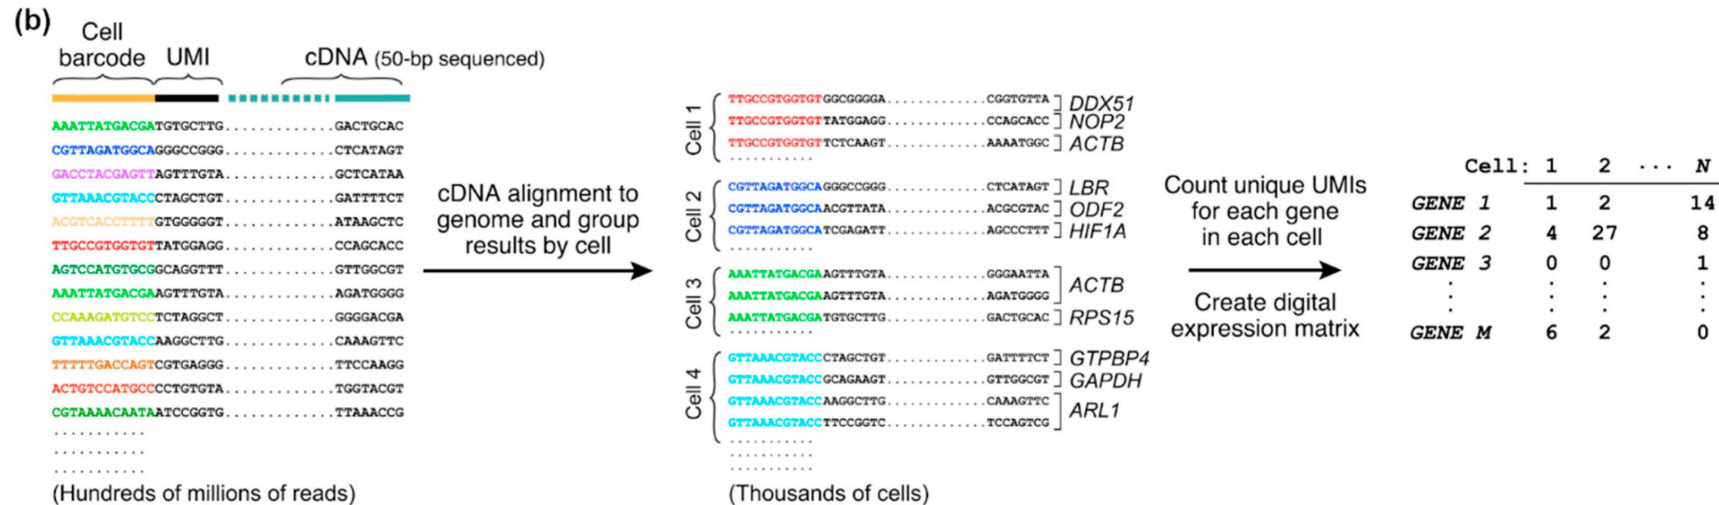 (b)
Cell
barcode UMI cDNA (50-bp sequenced)
AAATTATGACGATGTGCTTG...........GACTGCAC
CGTTAGATGGCAGGGCCGGG...........CTCATAGT
GACCTACGAGTTAGTTTGTA...........GCTCATAA
GTTAAACGTACCCTAGCTGT...........GATTTTCT
ACGTCACCTTTTGTGGGGGT...........ATAAGCTC
TTGCCGTGGTGTTATGGAGG...........CCAGCACC
AGTCCATGTGCGGCAGGTTT...........GTTGGCGT
AAATTATGACGAAGTTTGTA...........AGATGGGG
CCAAAGATGTCCTCTAGGCT...........GGGGACGA
GTTAAACGTACCAAGGCTTG...........CAAAGTTC
TTTTTGACCAGTCGTGAGGG...........TTCCAAGG
ACTGTCCATGCCCCTGTGTA...........TGGTACGT
CGTAAAACAATAATCCGGTG...........TTAAACCG
...........
...........
...........
(Hundreds of millions of reads)
cDNA alignment to
genome and group
results by cell
Cell 1
TTGCCGTGGTGTGGCGGGGA.............CGGTGTTA DDX51
TTGCCGTGGTGTTATGGAGG.............CCAGCACC NOP2
TTGCCGTGGTGTTCTCAAGT.............AAAATGGC ACTB
...........
Cell 2
CGTTAGATGGCAGGGCCGGG.............CTCATAGT LBR
CGTTAGATGGCAACGTTATA.............ACGCGTAC ODF2
CGTTAGATGGCATCGAGATT.............AGCCCTTT HIF1A
...........
Cell 3
AAATTATGACGAAGTTTGTA.............GGGAATTA
ACTB
AAATTATGACGAAGTTTGTA.............AGATGGGG
AAATTATGACGATGTGCTTG.............GACTGCAC RPS15
...........
Cell 4
GTTAAACGTACCCTAGCTGT.............GATTTTCT GTPBP4
GTTAAACGTACCGCAGAAGT.............GTTGGCGT GAPDH
GTTAAACGTACCAAGGCTTG.............CAAAGTTC
ARL1
GTTAAACGTACCTTCCGGTC.............TCCAGTCG
...........
...........
...........
(Thousands of cells)
Count unique UMIs
for each gene
in each cell
Create digital
expression matrix
Cell: 1 2 ... N
GENE 1 1 2 14
GENE 2 4 27 8
GENE 3 0 0 1
GENE M 6 2 0